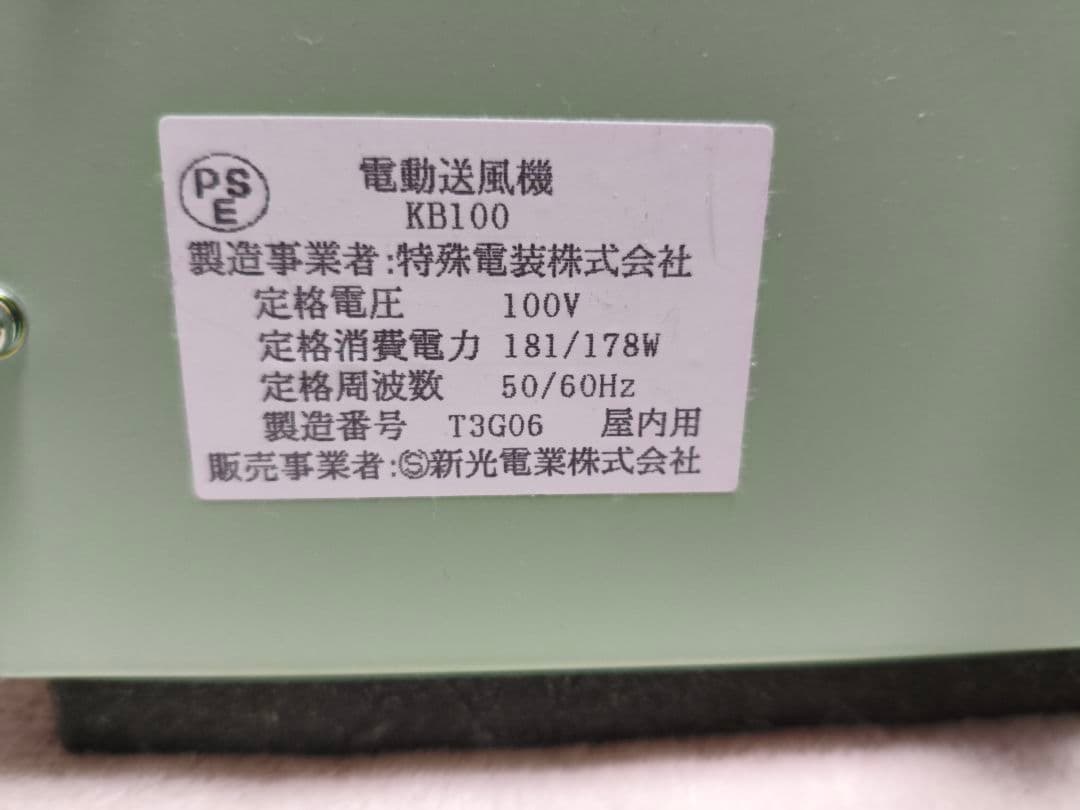 PS
E
電動送風機
KB100
製造事業者:特殊電装株式会社
定格電圧 100V
定格消費電力 181/178W
定格周波数 50/60Hz
製造番号 T3G06 屋内用
販売事業者:Ⓢ新光電業株式会社